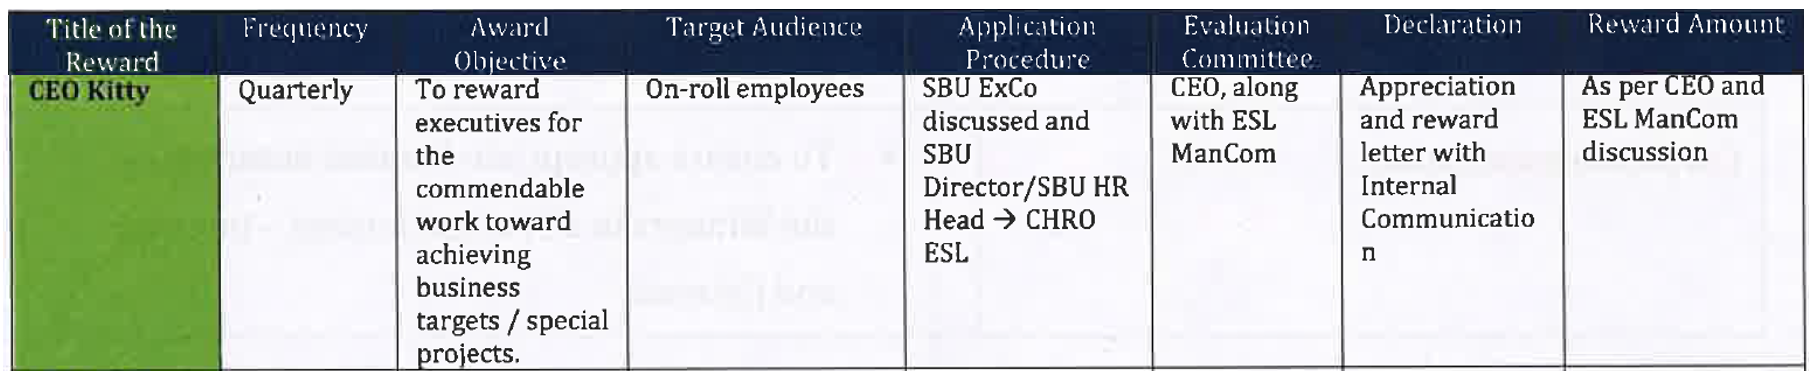 Title of the Reward
Frequency
Award Objective
Target Audience
Application Procedure
Evaluation Committee
Declaration
Reward Amount
CEO Kitty
Quarterly
To reward
executives for
the
commendable
work toward
achieving
business
targets / special
projects.
On-roll employees
SBU ExCo
discussed and
SBU
Director/SBU HR
Head → CHRO
ESL
CEO, along
with ESL
ManCom
Appreciation
and reward
letter with
Internal
Communicatio
n
As per CEO and
ESL ManCom
discussion